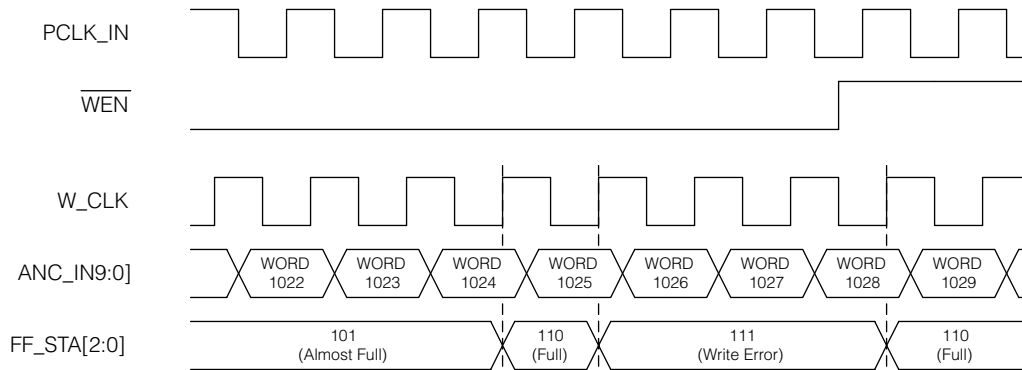 PCLK_IN
WEN
W_CLK
ANC_IN9:0]
WORD 
1022
WORD 
1023
WORD 
1024
WORD 
1025
WORD 
1026
WORD 
1027
WORD 
1028
WORD 
1029
FF_STA[2:0]
101
(Almost Full)
110
(Full)
111
(Write Error)
110
(Full)